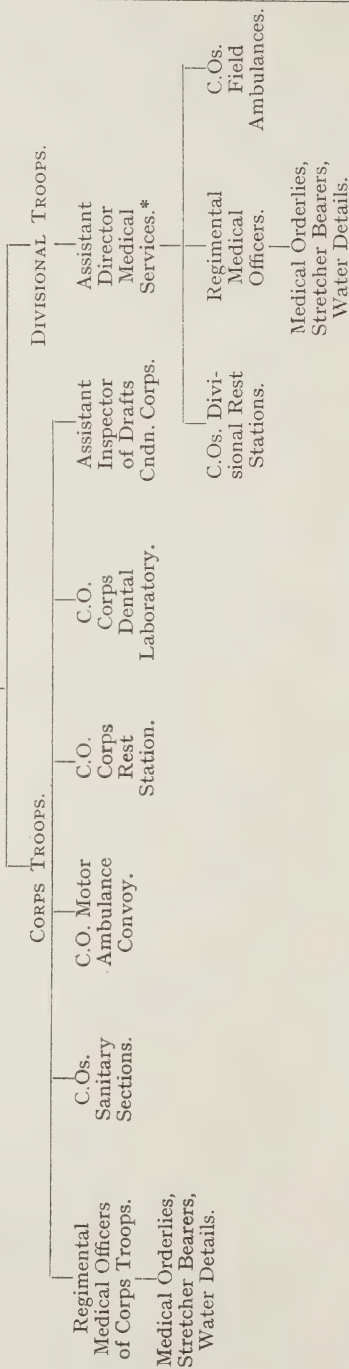 CORPS TROOPS.
DIVISIONAL TROOPS.
Regimental
Medical Officers
of Corps Troops.
Medical Orderlies,
Stretcher Bearers,
Water Details.
C.Os.
Sanitary
Sections.
C.O. Motor
Ambulance
Convoy.
C.O.
Corps
Rest
Station.
C.O.
Corps
Dental
Laboratory.
Assistant
Inspector
of Drafts
Cndn. Corps.
Assistant
Director
Medical
Services.*
C.Os. Divi-
sional Rest
Stations.
Regimental
Medical
Officers.
Medical Orderlies,
Stretcher Bearers,
Water Details.
C.Os.
Field
Ambulances.